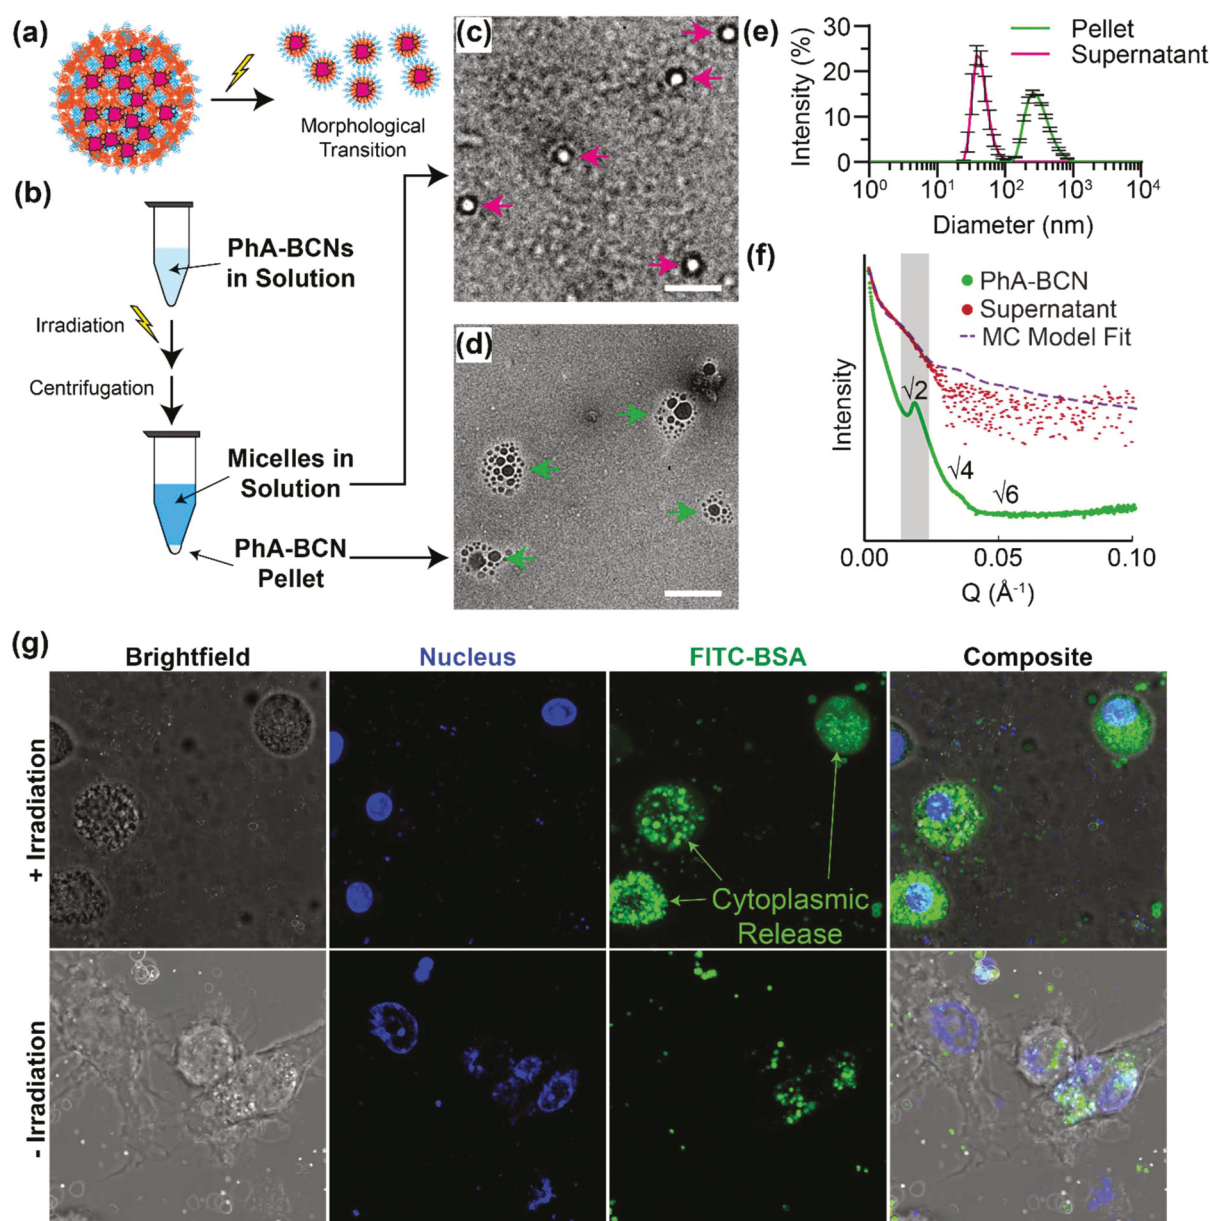 (a)
Morphological
Transition
(b)
PhA-BCNs
in Solution
Irradiation
Centrifugation
Micelles in
Solution
PhA-BCN
Pellet
(c)
(d)
(e)
Pellet
Supernatant
Intensity (%)
30
20
10
0
10⁰ 10¹ 10² 10³ 10⁴
Diameter (nm)
(f)
PhA-BCN
Supernatant
MC Model Fit
Intensity
√2
√4
√6
0.00 0.05 0.10
Q (Å⁻¹)
(g)
Brightfield Nucleus FITC-BSA Composite
+ Irradiation
Cytoplasmic
Release
- Irradiation